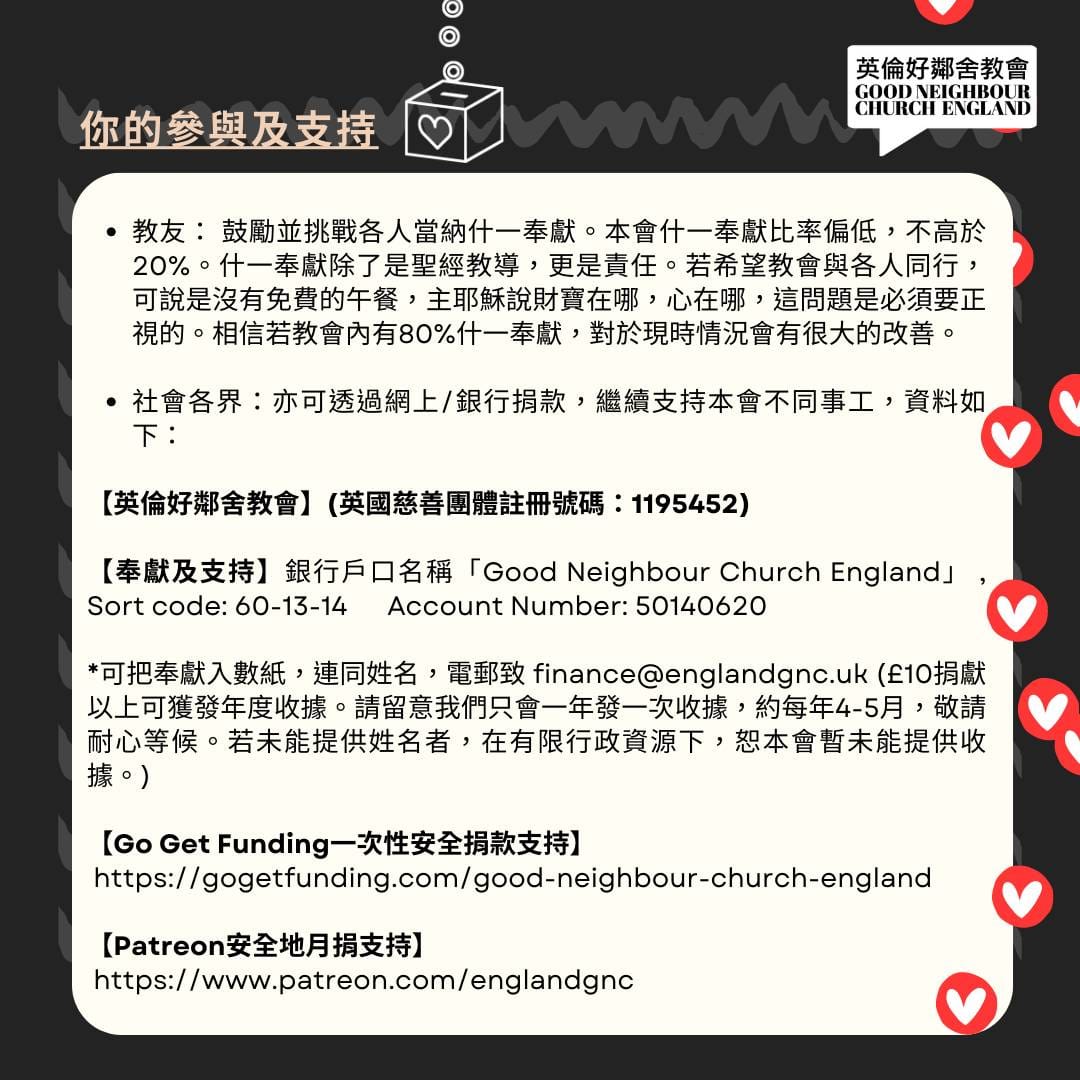 英倫好鄰舍教會
GOOD NEIGHBOUR
CHURCH ENGLAND
你的參與及支持
• 教友： 鼓勵並挑戰各人當納什一奉獻。本會什一奉獻比率偏低，不高於
20%。什一奉獻除了是聖經教導，更是責任。若希望教會與各人同行，
可說是沒有免費的午餐，主耶穌說財寶在哪，心在哪，這問題是必須要正
視的。相信若教會內有80%什一奉獻，對於現時情況會有很大的改善。
• 社會各界：亦可透過網上/銀行捐款，繼續支持本會不同事工，資料如
下：
【英倫好鄰舍教會】(英國慈善團體註冊號碼：1195452)
【奉獻及支持】銀行戶口名稱「Good Neighbour Church England」 ,
Sort code: 60-13-14 Account Number: 50140620
*可把奉獻入數紙，連同姓名，電郵致 finance@englandgnc.uk (£10捐獻
以上可獲發年度收據。請留意我們只會一年發一次收據，約每年4-5月，敬請
耐心等候。若未能提供姓名者，在有限行政資源下，恕本會暫未能提供收
據。)
【Go Get Funding一次性安全捐款支持】
https://gogetfunding.com/good-neighbour-church-england
【Patreon安全地月捐支持】
https://www.patreon.com/englandgnc